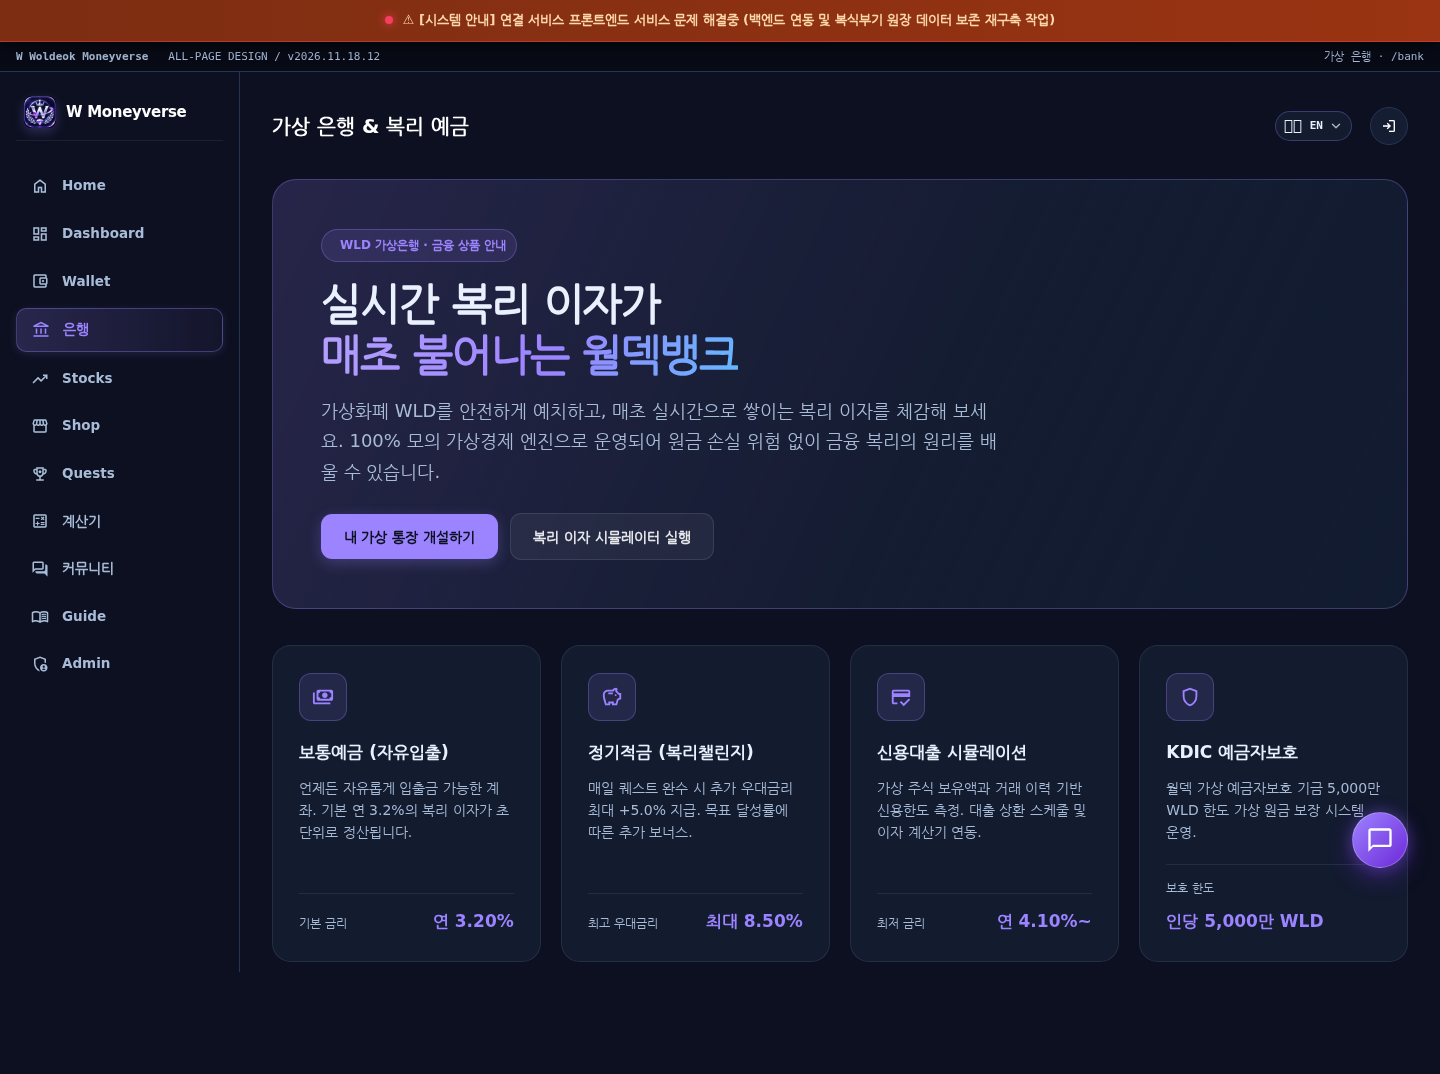 ⚠ [시스템 안내] 연결 서비스 프론트엔드 서비스 문제 해결중 (백엔드 연동 및 복식부기 원장 데이터 보존 재구축 작업)
W Woldeok Moneyverse ALL-PAGE DESIGN / v2026.11.18.12
가상 은행 · /bank
W Moneyverse
Home
Dashboard
Wallet
은행
Stocks
Shop
Quests
계산기
커뮤니티
Guide
Admin
가상 은행 & 복리 예금
EN
WLD 가상은행 · 금융 상품 안내
실시간 복리 이자가
매초 불어나는 월덱뱅크
가상화폐 WLD를 안전하게 예치하고, 매초 실시간으로 쌓이는 복리 이자를 체감해 보세
요. 100% 모의 가상경제 엔진으로 운영되어 원금 손실 위험 없이 금융 복리의 원리를 배
울 수 있습니다.
내 가상 통장 개설하기
복리 이자 시뮬레이터 실행
보통예금 (자유입출)
언제든 자유롭게 입출금 가능한 계
좌. 기본 연 3.2%의 복리 이자가 초
단위로 정산됩니다.
기본 금리
연 3.20%
정기적금 (복리챌린지)
매일 퀘스트 완수 시 추가 우대금리
최대 +5.0% 지급. 목표 달성률에
따른 추가 보너스.
최고 우대금리
최대 8.50%
신용대출 시뮬레이션
가상 주식 보유액과 거래 이력 기반
신용한도 측정. 대출 상환 스케줄 및
이자 계산기 연동.
최저 금리
연 4.10%~
KDIC 예금자보호
월덱 가상 예금자보호 기금 5,000만
WLD 한도 가상 원금 보장 시스템
운영.
보호 한도
인당 5,000만 WLD